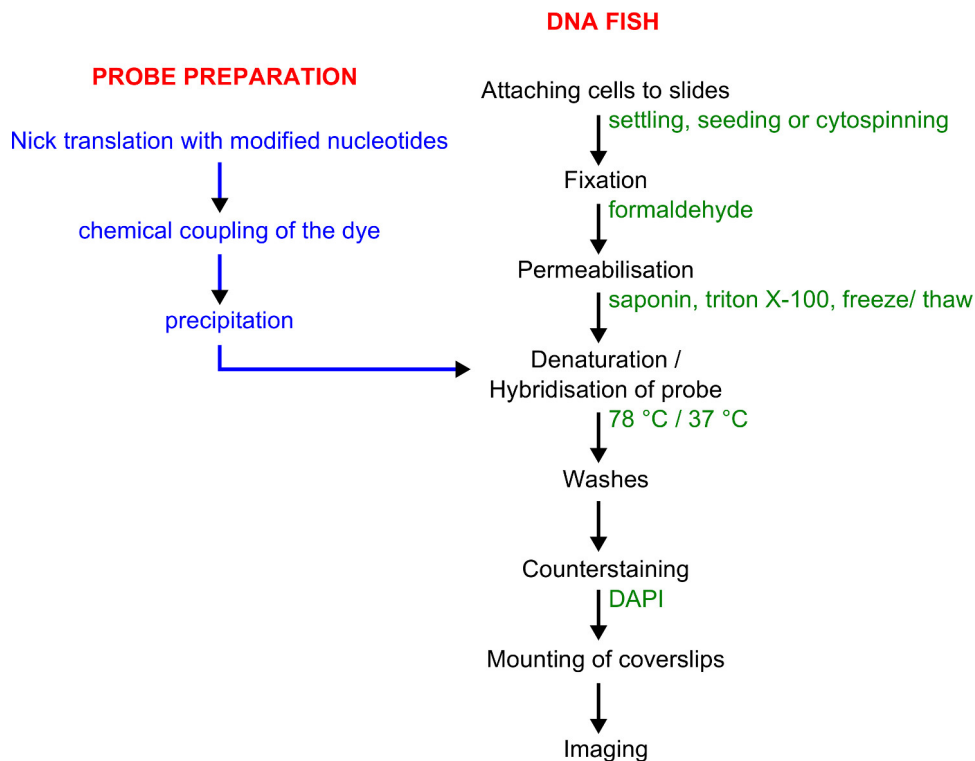 DNA FISH
PROBE PREPARATION
Nick translation with modified nucleotides
chemical coupling of the dye
precipitation
Attaching cells to slides
settling, seeding or cytospinning
Fixation
formaldehyde
Permeabilisation
saponin, triton X-100, freeze/ thaw
Denaturation /
Hybridisation of probe
78 °C / 37 °C
Washes
Counterstaining
DAPI
Mounting of coverslips
Imaging